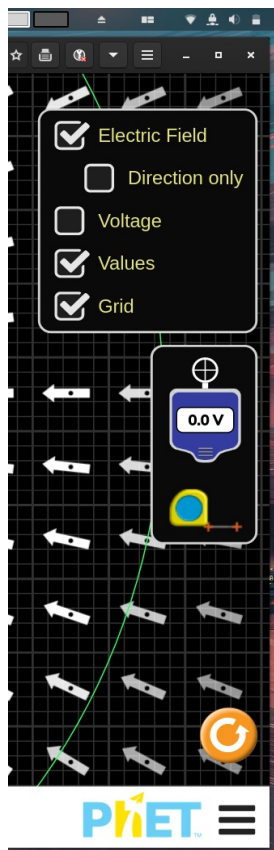 Electric Field
Direction only
Voltage
Values
Grid
0.0 V
PhET